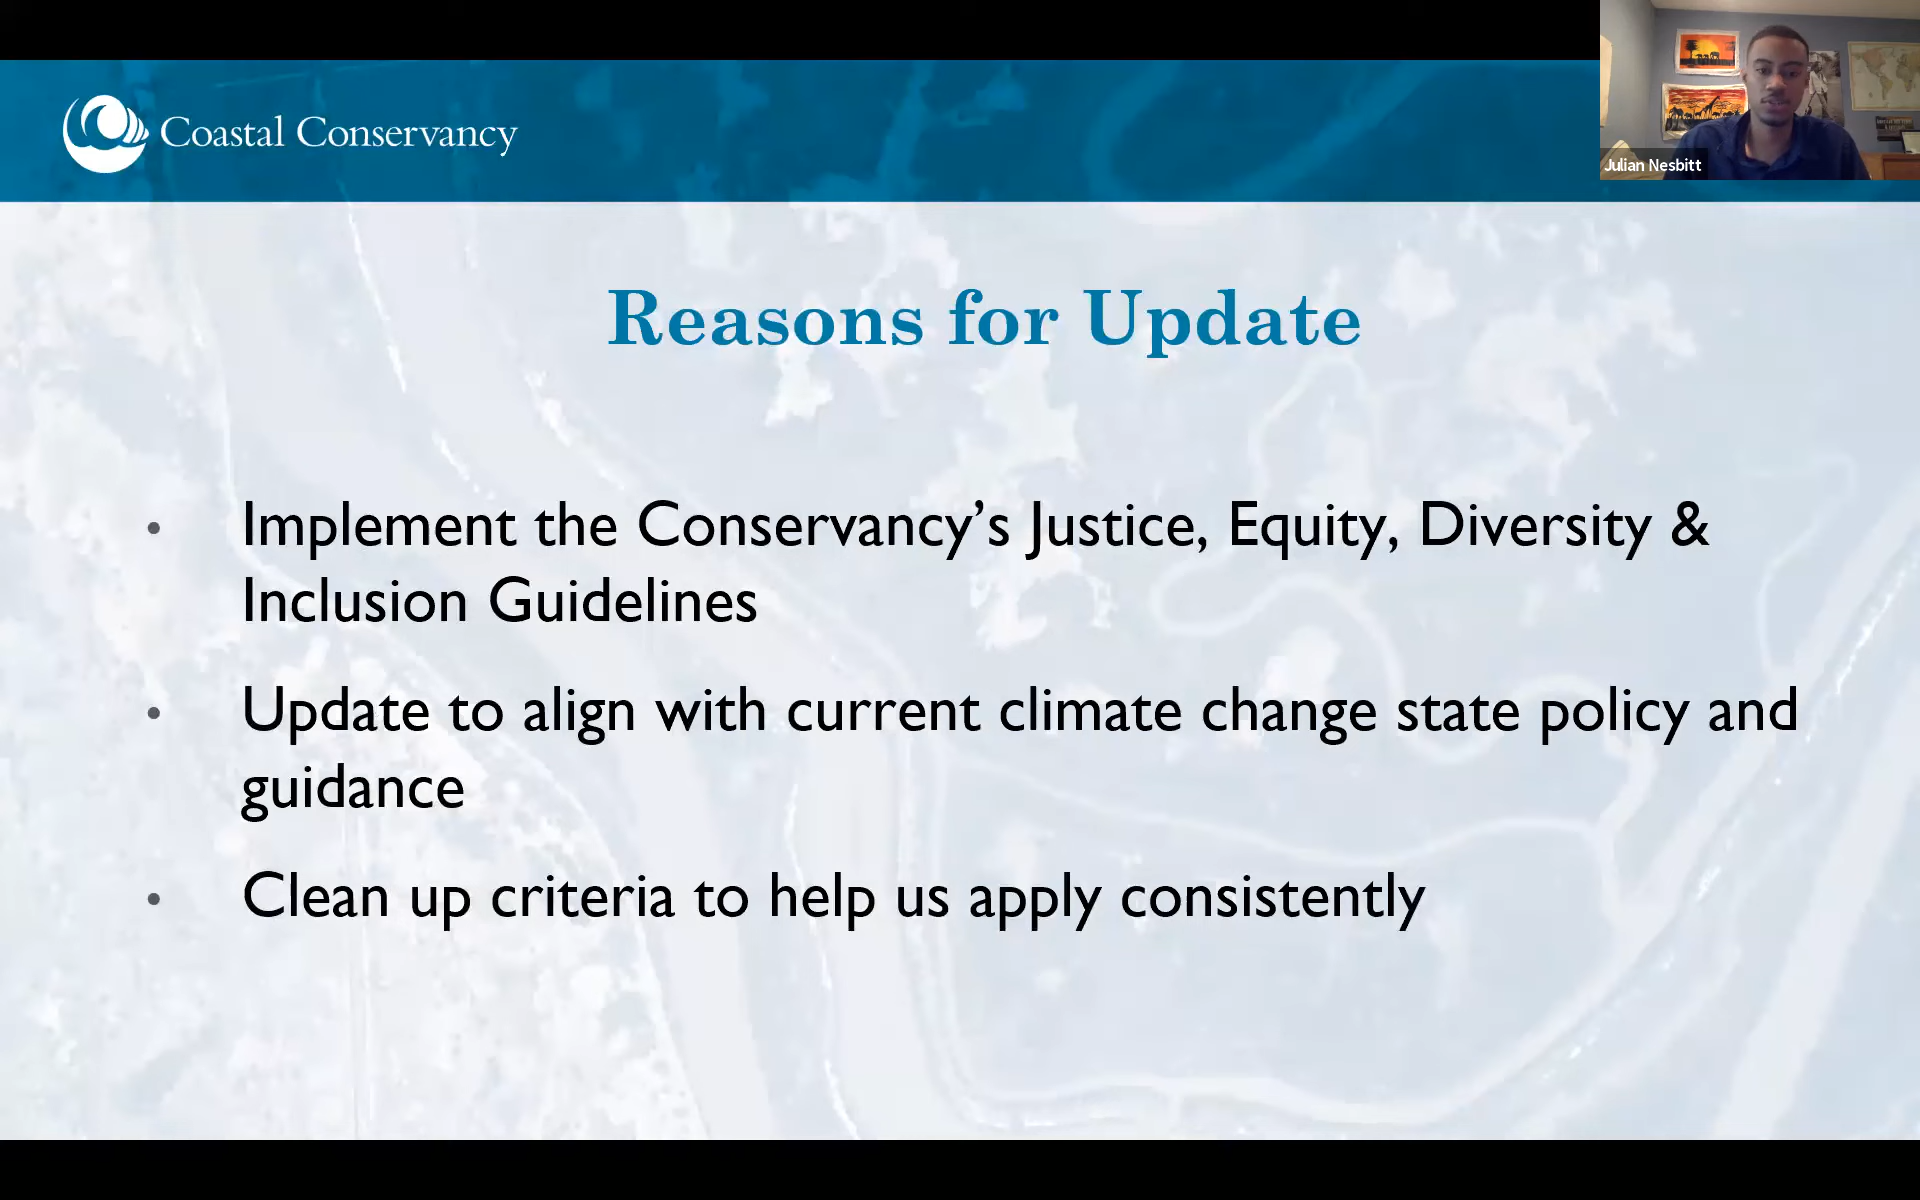 Coastal Conservancy
Julian Nesbitt
Reasons for Update
• Implement the Conservancy’s Justice, Equity, Diversity &
Inclusion Guidelines
• Update to align with current climate change state policy and
guidance
• Clean up criteria to help us apply consistently